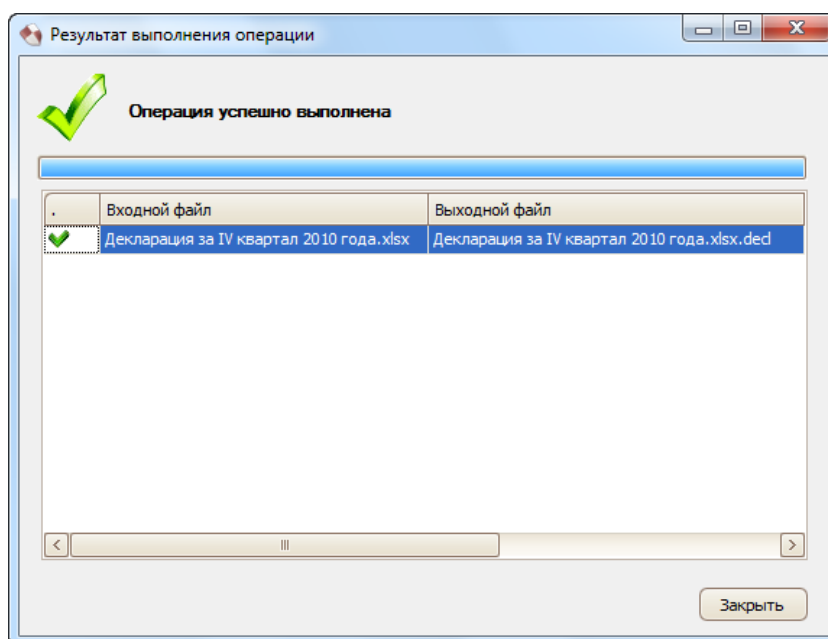 Результат выполнения операции
Операция успешно выполнена
. Входной файл Выходной файл
Декларация за IV квартал 2010 года.xlsx Декларация за IV квартал 2010 года.xlsx.decl
Закрыть